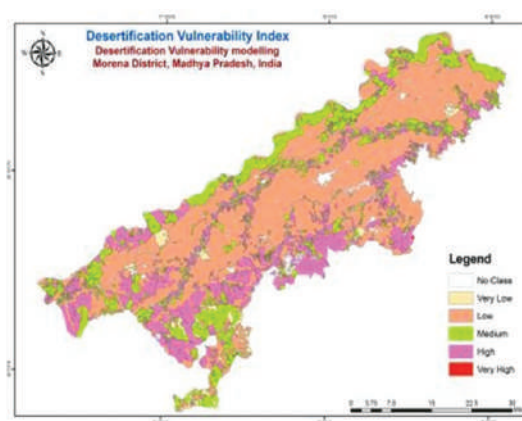 Desertification Vulnerability Index
Desertification Vulnerability modelling
Morena District, Madhya Pradesh, India
N
W
E
S
Legend
No Class
Very Low
Low
Medium
High
Very High
0 3.75 7.5 15 22.5 30